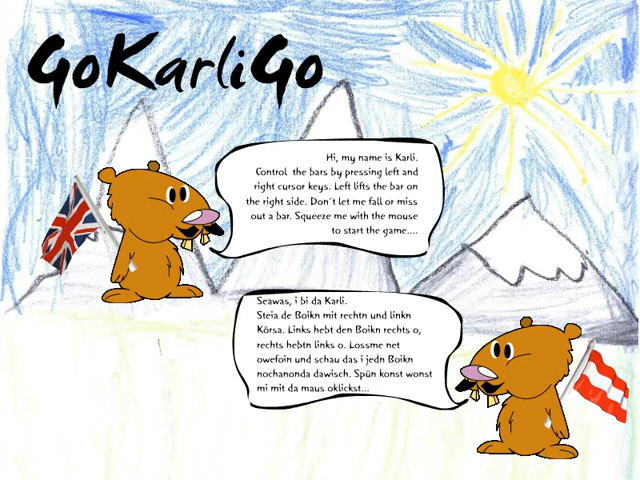 GoKarliGo
Hi, my name is Karli.
Control the bars by pressing left and
right cursor keys. Left lifts the bar on
the right side. Don´t let me fall or miss
out a bar. Squeeze me with the mouse
to start the game....
Seawas, i bi da Karli.
Steia de Boikn mit rechtn und linkn
Körsa. Links hebt den Boikn rechts o,
rechts hebtn links o. Lossme net
owefoin und schau das i jedn Boikn
nochanonda dawisch. Spün konst wonst
mi mit da maus oklickst...